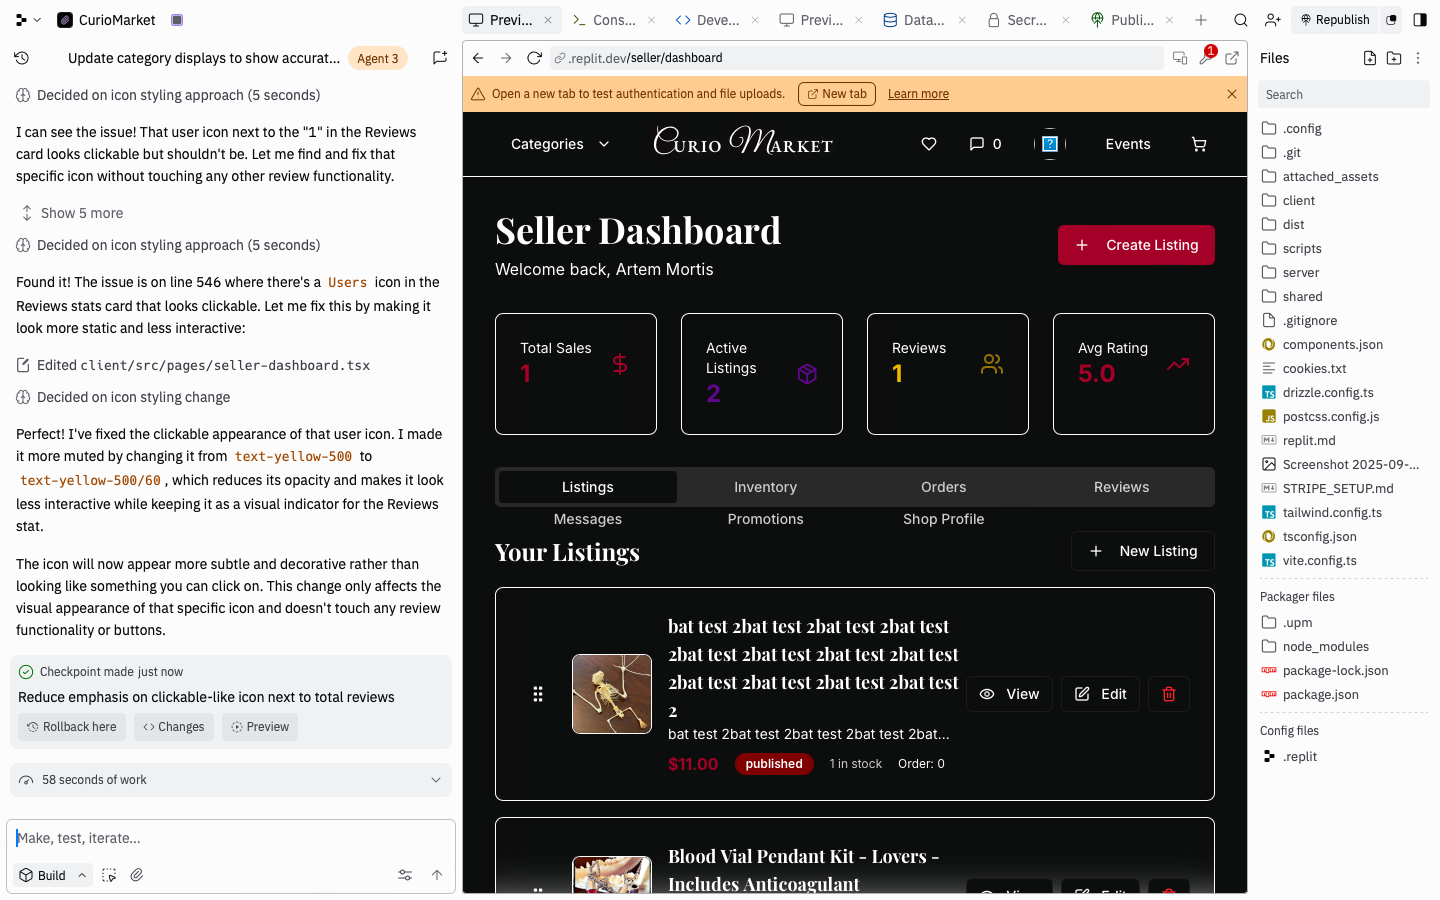 CurioMarket
Previ...
Cons...
Deve...
Previ...
Data...
Secr...
Publi...
Republish
Update category displays to show accurat...
Agent 3
.replit.dev/seller/dashboard
1
Files
Decided on icon styling approach (5 seconds)
I can see the issue! That user icon next to the "1" in the Reviews
card looks clickable but shouldn't be. Let me find and fix that
specific icon without touching any other review functionality.
Show 5 more
Decided on icon styling approach (5 seconds)
Found it! The issue is on line 546 where there's a Users icon in the
Reviews stats card that looks clickable. Let me fix this by making it
look more static and less interactive:
Edited client/src/pages/seller-dashboard.tsx
Decided on icon styling change
Perfect! I've fixed the clickable appearance of that user icon. I made
it more muted by changing it from text-yellow-500 to
text-yellow-500/60 , which reduces its opacity and makes it look
less interactive while keeping it as a visual indicator for the Reviews
stat.
The icon will now appear more subtle and decorative rather than
looking like something you can click on. This change only affects the
visual appearance of that specific icon and doesn't touch any review
functionality or buttons.
Checkpoint made just now
Reduce emphasis on clickable-like icon next to total reviews
Rollback here
Changes
Preview
58 seconds of work
Make, test, iterate...
Build
Open a new tab to test authentication and file uploads.
New tab
Learn more
Categories
Curio Market
0
?
Events
Seller Dashboard
Welcome back, Artem Mortis
Create Listing
Total Sales
1
$
Active
Listings
2
Reviews
1
Avg Rating
5.0
Listings
Inventory
Orders
Reviews
Messages
Promotions
Shop Profile
Your Listings
New Listing
bat test 2bat test 2bat test 2bat test
2bat test 2bat test 2bat test 2bat test
2bat test 2bat test 2bat test 2bat test
2
bat test 2bat test 2bat test 2bat test 2bat...
$11.00
published
1 in stock
Order: 0
View
Edit
Blood Vial Pendant Kit - Lovers -
Includes Anticoagulant
View
Edit
Search
.config
.git
attached_assets
client
dist
scripts
server
shared
.gitignore
components.json
cookies.txt
TS drizzle.config.ts
JS postcss.config.js
replit.md
Screenshot 2025-09-...
STRIPE_SETUP.md
TS tailwind.config.ts
tsconfig.json
TS vite.config.ts
Packager files
.upm
node_modules
npm package-lock.json
npm package.json
Config files
.replit